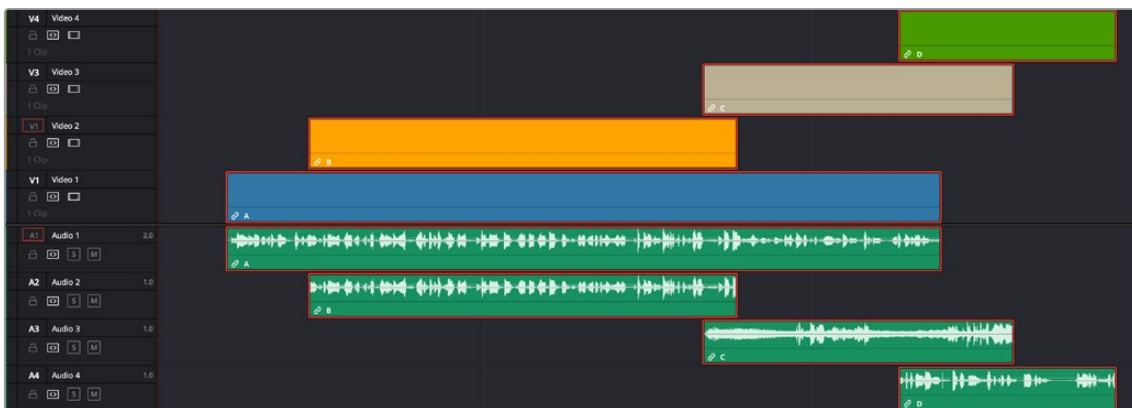 V4 Video 4
1 Clip
D
V3 Video 3
1 Clip
C
V1 Video 2
1 Clip
B
V1 Video 1
1 Clip
A
A1 Audio 1 2.0
S M
A
A2 Audio 2 1.0
S M
B
A3 Audio 3 1.0
S M
C
A4 Audio 4 1.0
S M
D